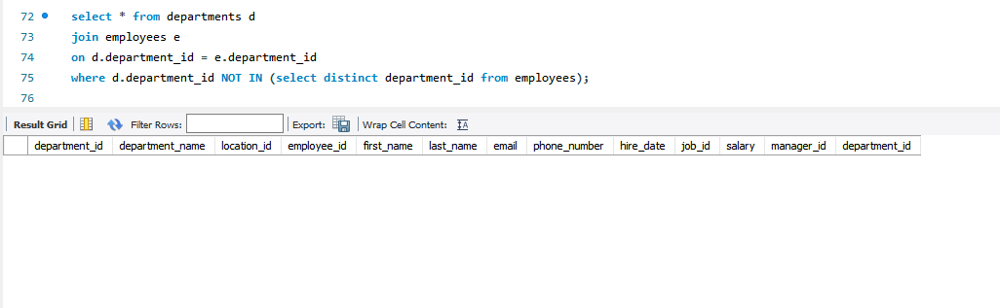 72 select * from departments d
73 join employees e
74 on d.department_id = e.department_id
75 where d.department_id NOT IN (select distinct department_id from employees);
76
Result Grid Filter Rows: Export: Wrap Cell Content: IA
department_id department_name location_id employee_id first_name last_name email phone_number hire_date job_id salary manager_id department_id